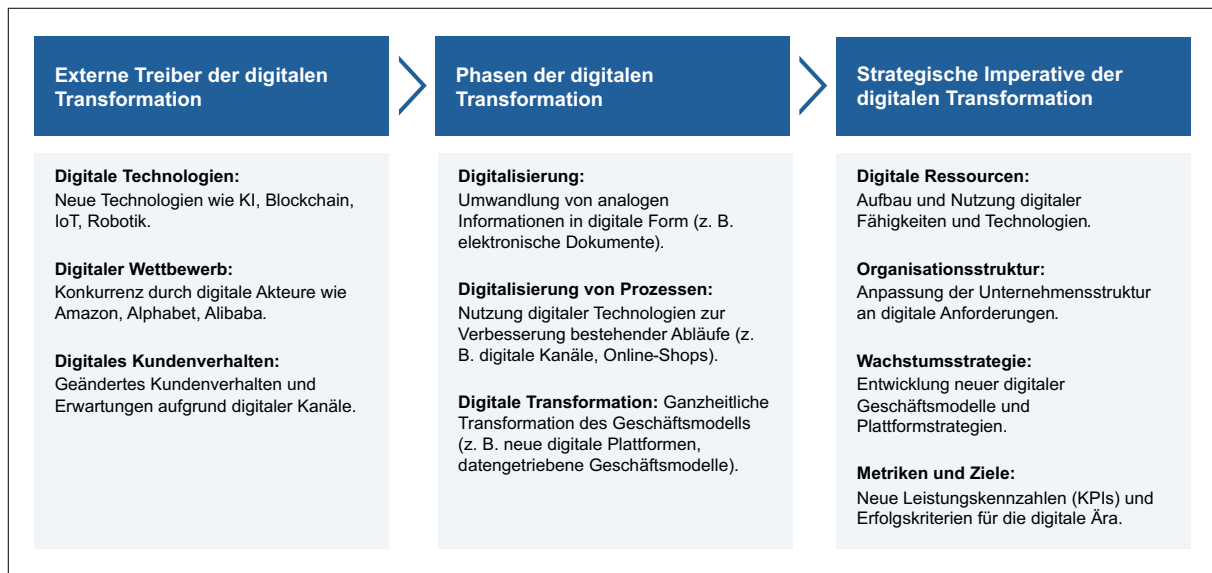 Externe Treiber der digitalen
Transformation
Digitale Technologien:
Neue Technologien wie KI, Blockchain,
IoT, Robotik.
Digitaler Wettbewerb:
Konkurrenz durch digitale Akteure wie
Amazon, Alphabet, Alibaba.
Digitales Kundenverhalten:
Geändertes Kundenverhalten und
Erwartungen aufgrund digitaler Kanäle.
Phasen der digitalen
Transformation
Digitalisierung:
Umwandlung von analogen
Informationen in digitale Form (z. B.
elektronische Dokumente).
Digitalisierung von Prozessen:
Nutzung digitaler Technologien zur
Verbesserung bestehender Abläufe (z.
B. digitale Kanäle, Online-Shops).
Digitale Transformation: Ganzheitliche
Transformation des Geschäftsmodells
(z. B. neue digitale Plattformen,
datengetriebene Geschäftsmodelle).
Strategische Imperative der
digitalen Transformation
Digitale Ressourcen:
Aufbau und Nutzung digitaler
Fähigkeiten und Technologien.
Organisationsstruktur:
Anpassung der Unternehmensstruktur
an digitale Anforderungen.
Wachstumsstrategie:
Entwicklung neuer digitaler
Geschäftsmodelle und
Plattformstrategien.
Metriken und Ziele:
Neue Leistungskennzahlen (KPIs) und
Erfolgskriterien für die digitale Ära.